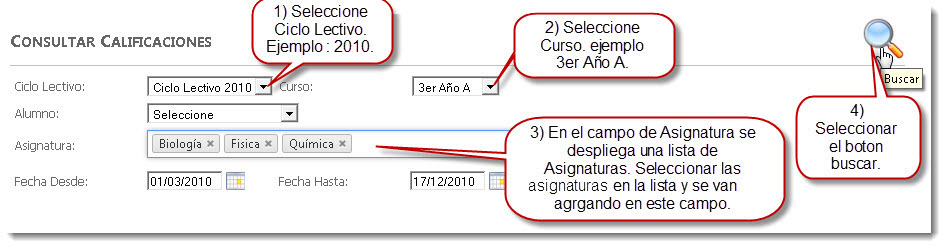 1) Seleccione
Ciclo Lectivo.
Ejemplo : 2010.
2) Seleccione
Curso. ejemplo
3er Año A.
CONSULTAR CALIFICACIONES
Buscar
Ciclo Lectivo: Ciclo Lectivo 2010 Curso: 3er Año A
Alumno: Seleccione
Asignatura: Biología × Fisica × Química ×
Fecha Desde: 01/03/2010 Fecha Hasta: 17/12/2010
3) En el campo de Asignatura se
despliega una lista de
Asignaturas. Seleccionar las
asignaturas en la lista y se van
agrgando en este campo.
4)
Seleccionar
el boton
buscar.